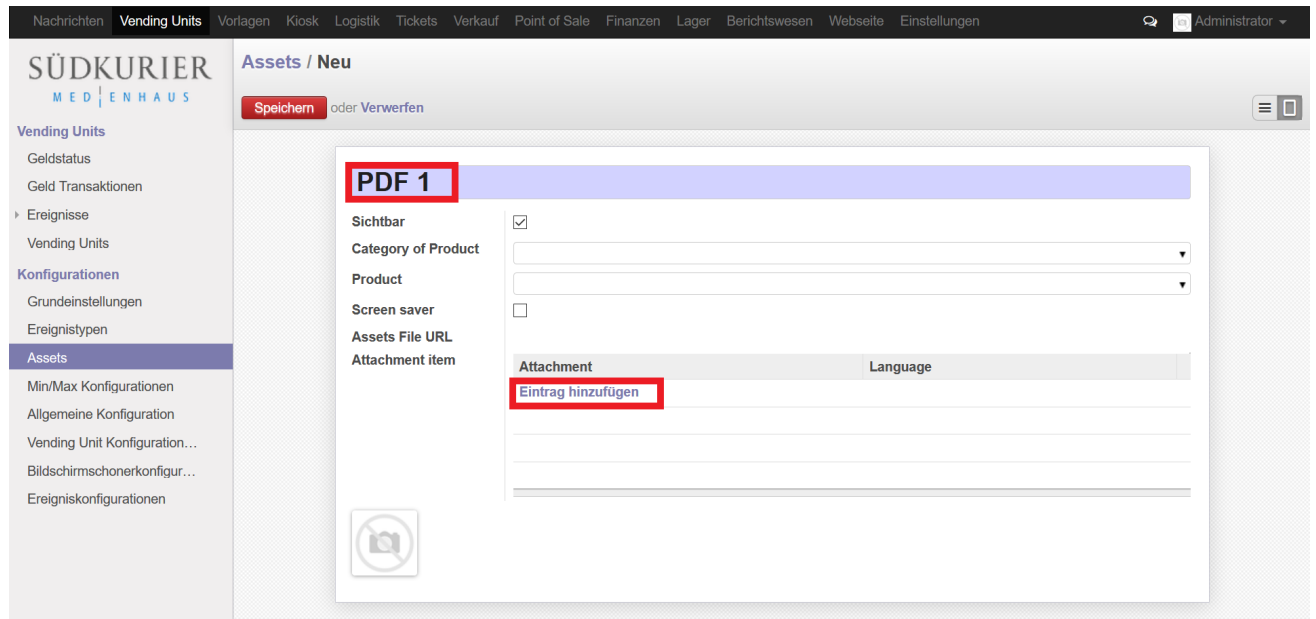 Nachrichten Vending Units Vorlagen Kiosk Logistik Tickets Verkauf Point of Sale Finanzen Lager Berichtswesen Webseite Einstellungen Administrator
SÜDKURIER
MEDIENHAUS
Vending Units
Geldstatus
Geld Transaktionen
Ereignisse
Vending Units
Konfigurationen
Grundeinstellungen
Ereignistypen
Assets
Min/Max Konfigurationen
Allgemeine Konfiguration
Vending Unit Konfiguration…
Bildschirmschonerkonfigur…
Ereigniskonfigurationen
Assets / Neu
Speichern oder Verwerfen
PDF 1
Sichtbar
Category of Product
Product
Screen saver
Assets File URL
Attachment item
Attachment Language
Eintrag hinzufügen